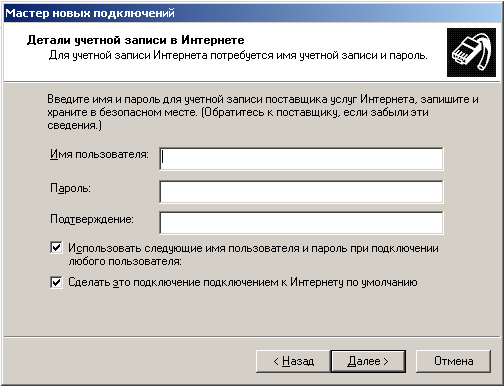 Мастер новых подключений
Детали учетной записи в Интернете
Для учетной записи Интернета потребуется имя учетной записи и пароль.
Введите имя и пароль для учетной записи поставщика услуг Интернета, запишите и
храните в безопасном месте. (Обратитесь к поставщику, если забыли эти
сведения.)
Имя пользователя:
Пароль:
Подтверждение:
Использовать следующие имя пользователя и пароль при подключении
любого пользователя:
Сделать это подключение подключением к Интернету по умолчанию
< Назад
Далее >
Отмена